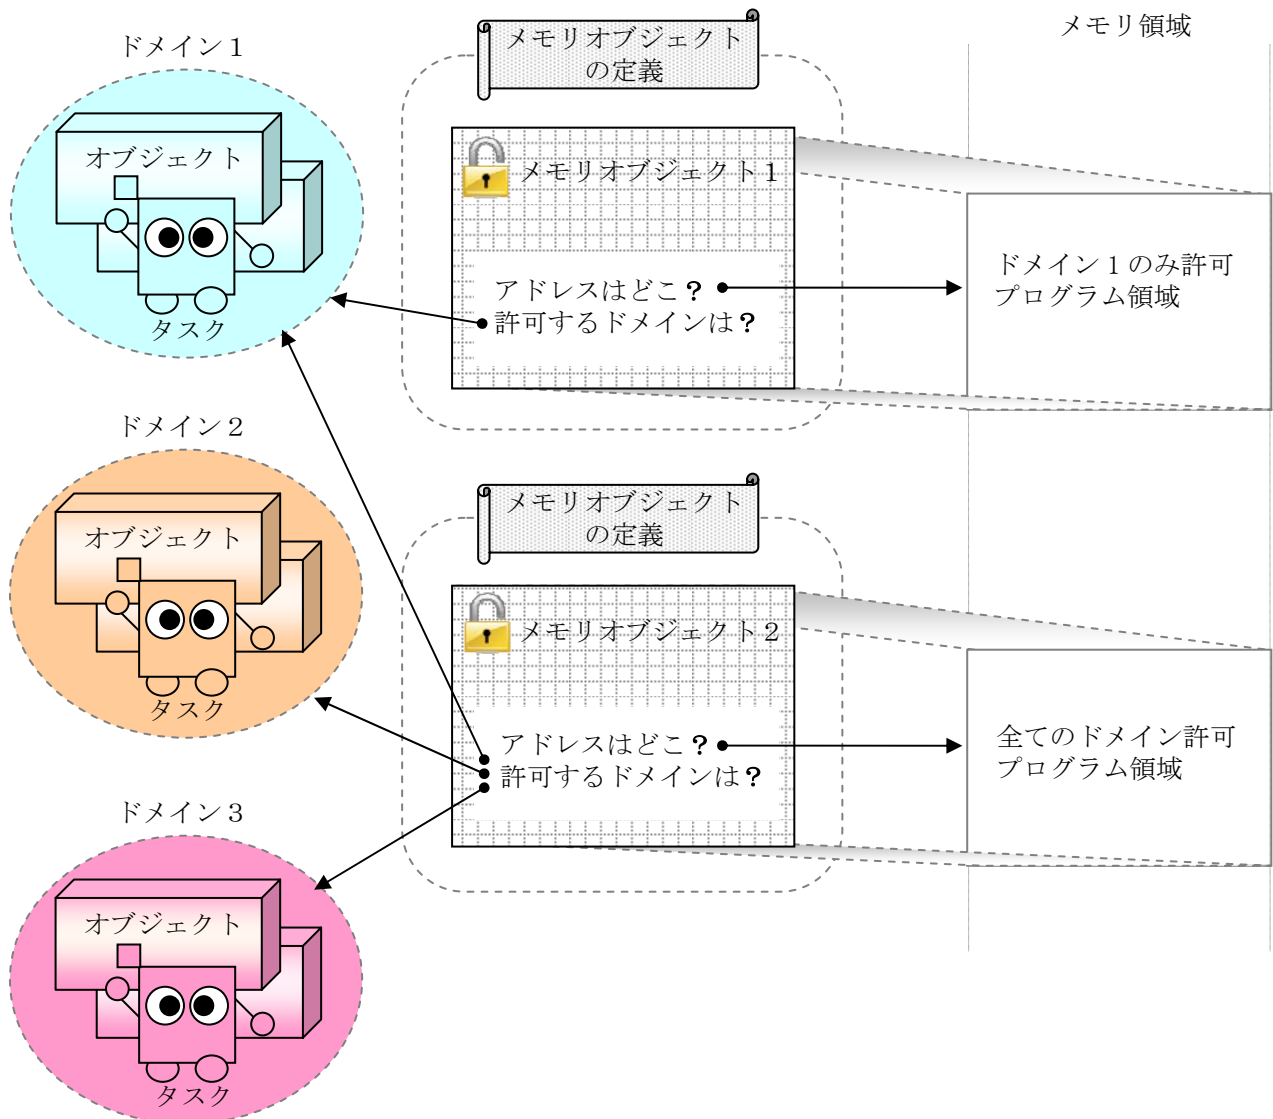 メモリ領域
ドメイン１
メモリオブジェクト
の定義
オブジェクト
タスク
メモリオブジェクト１
アドレスはどこ？
許可するドメインは？
ドメイン１のみ許可
プログラム領域
ドメイン２
オブジェクト
タスク
メモリオブジェクト
の定義
メモリオブジェクト２
アドレスはどこ？
許可するドメインは？
全てのドメイン許可
プログラム領域
ドメイン３
オブジェクト
タスク